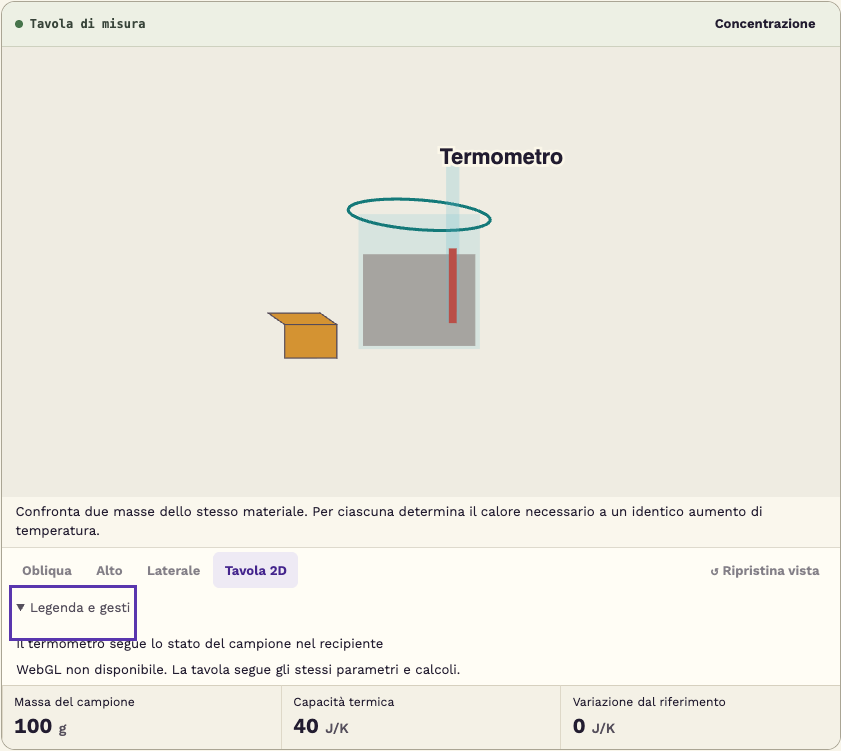 Tavola di misura
Concentrazione
Termometro
Confronta due masse dello stesso materiale. Per ciascuna determina il calore necessario a un identico aumento di
temperatura.
Obliqua Alto Laterale Tavola 2D ↺ Ripristina vista
▼ Legenda e gesti
Il termometro segue lo stato del campione nel recipiente
WebGL non disponibile. La tavola segue gli stessi parametri e calcoli.
Massa del campione Capacità termica Variazione dal riferimento
100 g 40 J/K 0 J/K